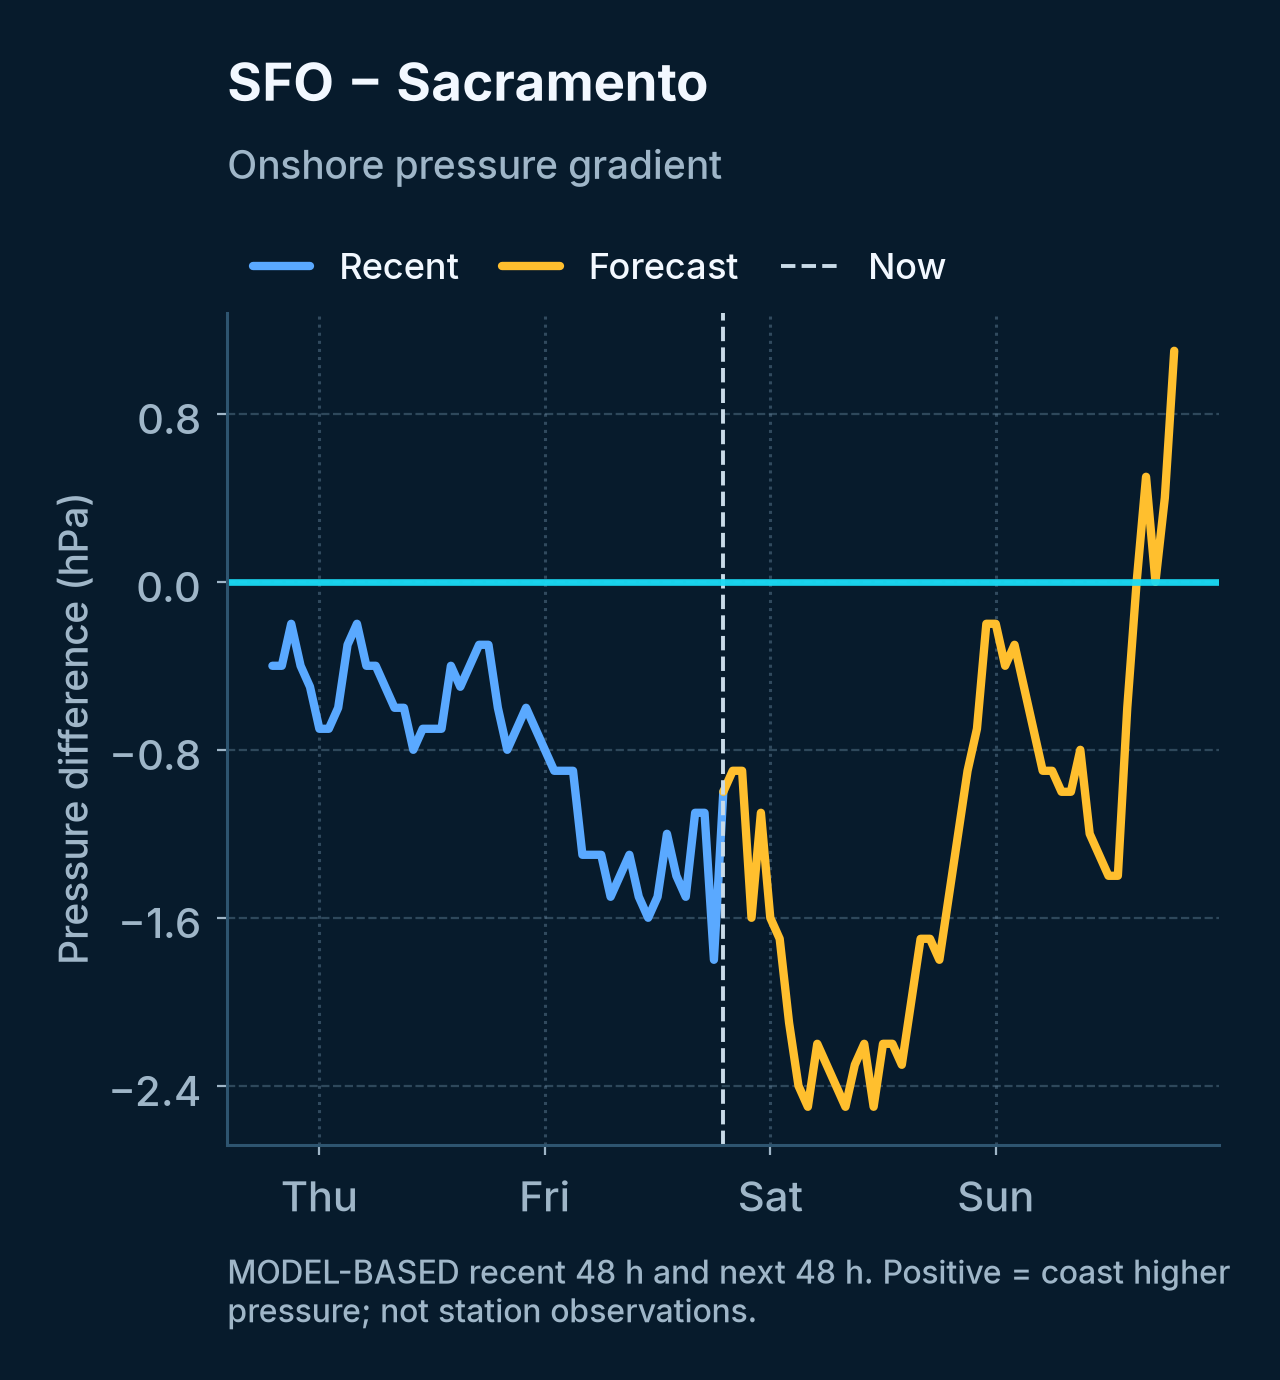 SFO − Sacramento
Onshore pressure gradient
Recent Forecast Now
Pressure difference (hPa)
0.8
0.0
−0.8
−1.6
−2.4
Thu Fri Sat Sun
MODEL-BASED recent 48 h and next 48 h. Positive = coast higher
pressure; not station observations.